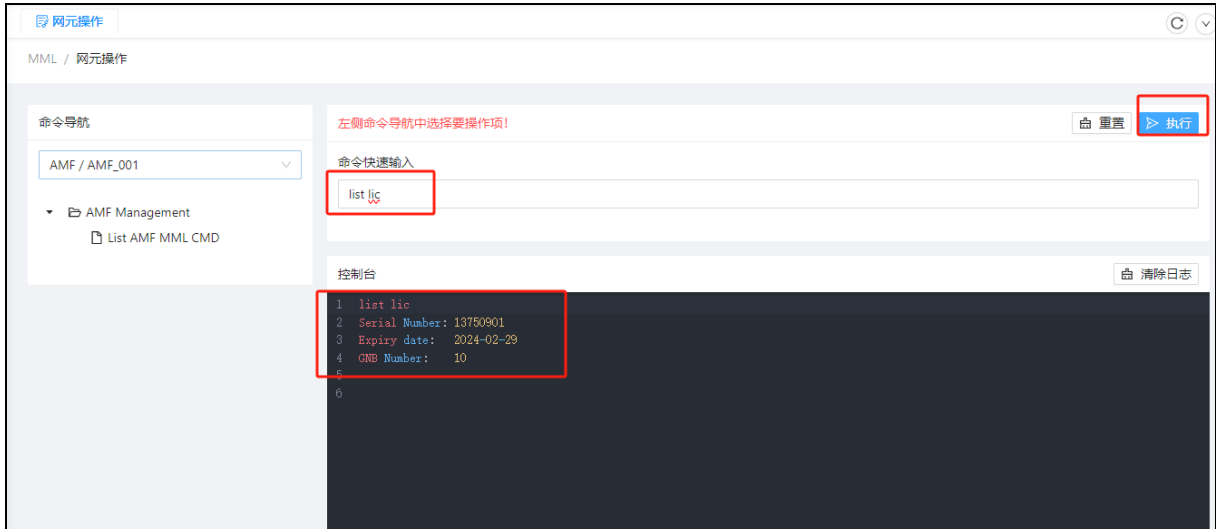 网元操作
MML / 网元操作
命令导航
AMF / AMF_001
AMF Management
List AMF MML CMD
左侧命令导航中选择要操作项!
重置
执行
命令快速输入
list lic
控制台
清除日志
1 list lic
2 Serial Number: 13750901
3 Expiry date: 2024-02-29
4 GNB Number: 10
5
6